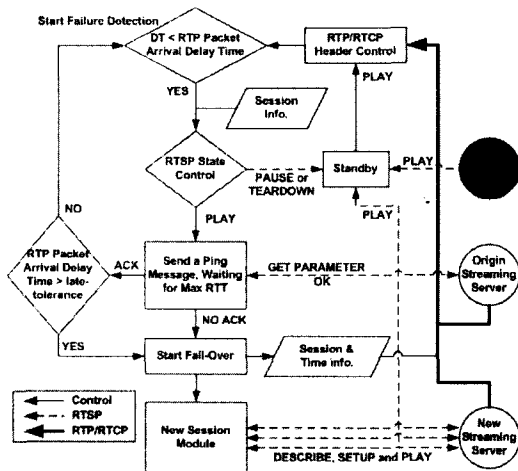 Start Failure Detection
DT < RTP Packet
Arrival Delay Time
RTP/RTCP
Header Control
PLAY
YES
Session
Info.
RTSP State
Control
Standby
PLAY
PAUSE or
TEARDOWN
NO
PLAY
PLAY
RTP Packet
Arrival Delay
Time > late-
tolerance
ACK
Send a Ping
Message, Waiting
for Max RTT
GET PARAMETER
OK
Origin
Streaming
Server
NO ACK
YES
Start Fail-Over
Session &
Time info.
Control
RTSP
RTP/RTCP
New Session
Module
New
Streaming
Server
DESCRIBE, SETUP and PLAY